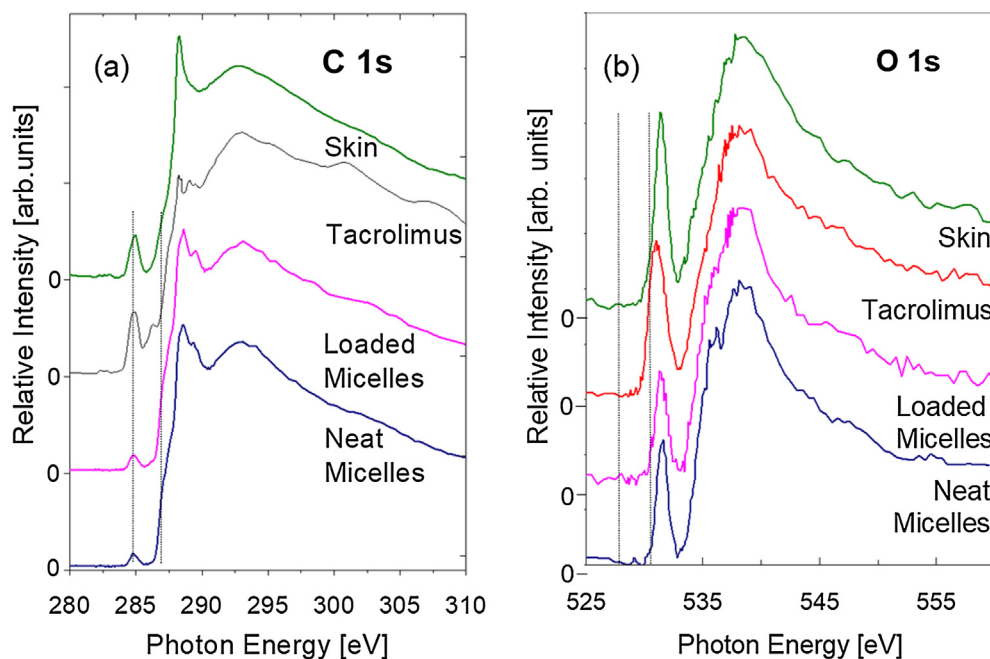 (a)
C 1s
Skin
Tacrolimus
Loaded
Micelles
Neat
Micelles
0
0
0
0
Relative Intensity [arb.units]
280
285
290
295
300
305
310
Photon Energy [eV]
(b)
O 1s
Skin
Tacrolimus
Loaded
Micelles
Neat
Micelles
0
0
0
0
Relative Intensity [arb. units]
525
535
545
555
Photon Energy [eV]